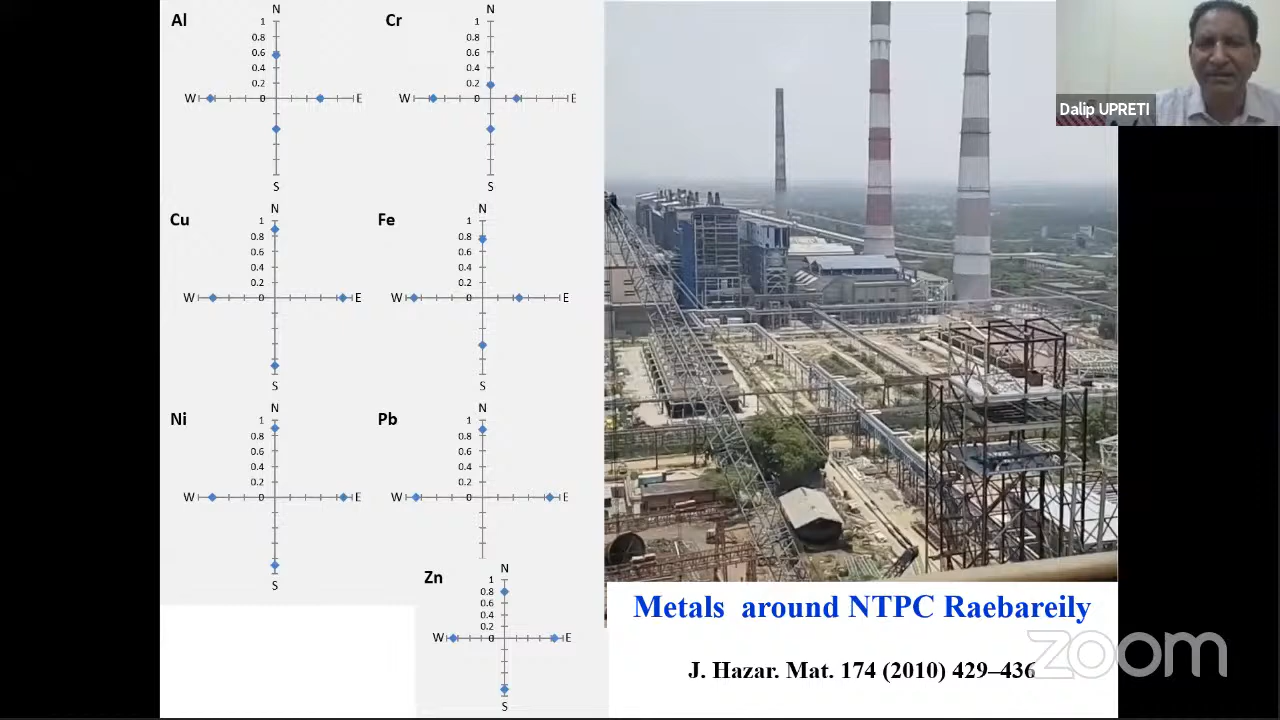 Al
N
1
0.8
0.6
0.4
0.2
0
W
E
S
Cr
N
1
0.8
0.6
0.4
0.2
0
W
E
S
Dalip UPRETI
Cu
N
1
0.8
0.6
0.4
0.2
0
W
E
S
Fe
N
1
0.8
0.6
0.4
0.2
0
W
E
S
Ni
N
1
0.8
0.6
0.4
0.2
0
W
E
S
Pb
N
1
0.8
0.6
0.4
0.2
0
W
E
Zn
N
1
0.8
0.6
0.4
0.2
0
W
E
S
Metals around NTPC Raebareily
J. Hazar. Mat. 174 (2010) 429–436
zoom